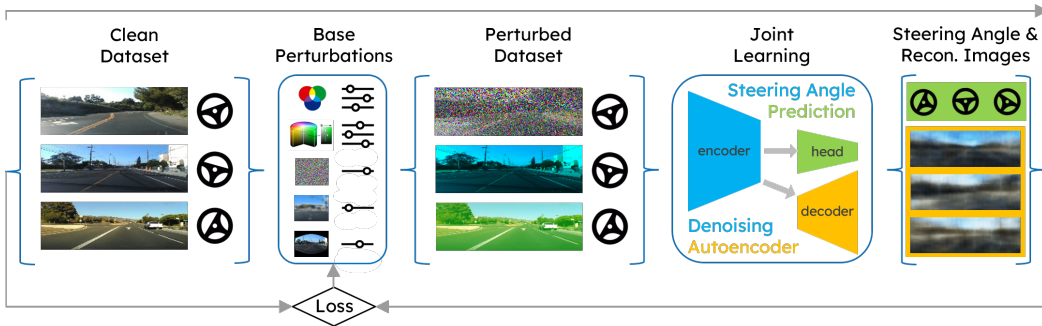 Clean
Dataset
Base
Perturbations
Perturbed
Dataset
Joint
Learning
Steering Angle &
Recon. Images
Steering Angle
Prediction
encoder
head
decoder
Denoising
Autoencoder
Loss